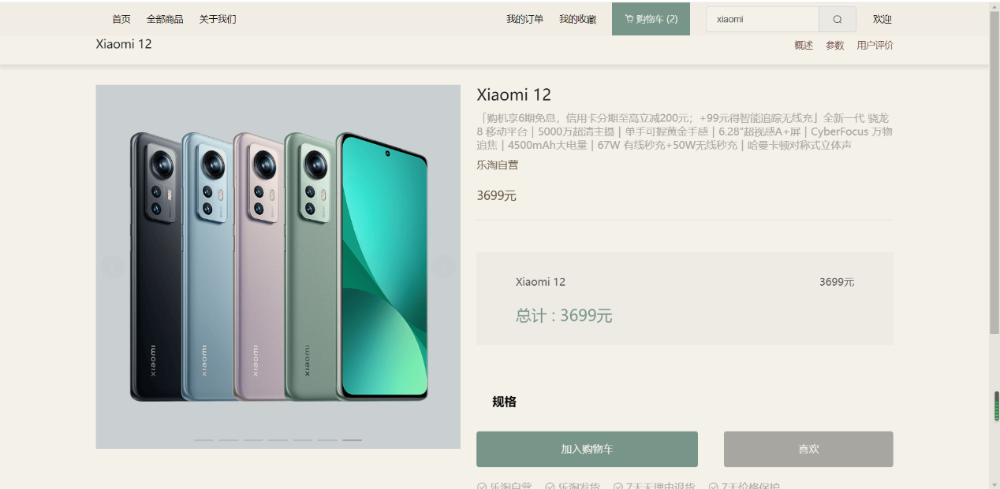 首页 全部商品 关于我们 我的订单 我的收藏 购物车 (2) xiaomi 欢迎
Xiaomi 12 概述 参数 用户评价
Xiaomi 12
「购机享6期免息，信用卡分期至高立减200元；+99元得智能追踪无线充」全新一代 骁龙
8 移动平台 | 5000万超清主摄 | 单手可握黄金手感 | 6.28"超视感A+屏 | CyberFocus 万物
追焦 | 4500mAh大电量 | 67W 有线秒充+50W无线秒充 | 哈曼卡顿对称式立体声
乐淘自营
3699元
Xiaomi 12 3699元
总计 : 3699元
xiaomi xiaomi xiaomi xiaomi
规格
加入购物车 喜欢
乐淘自营 乐淘发货 7天无理由退货 7天价格保护